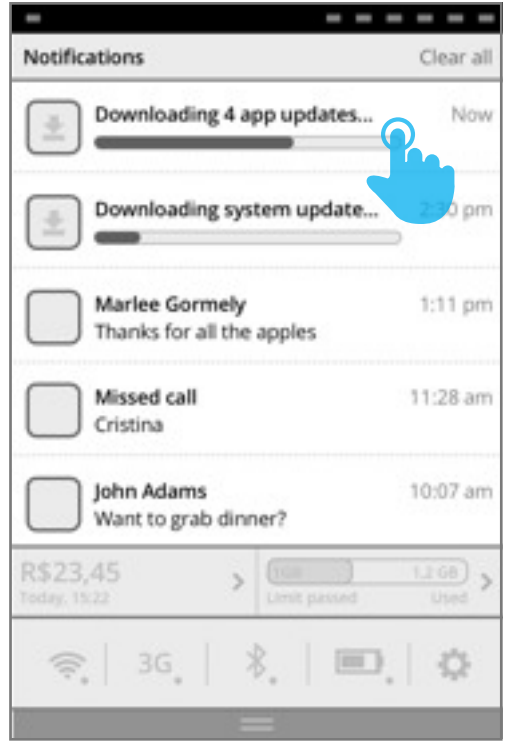 Notifications Clear all
Downloading 4 app updates... Now
Downloading system update... 2:30 pm
Marlee Gormely 1:11 pm
Thanks for all the apples
Missed call 11:28 am
Cristina
John Adams 10:07 am
Want to grab dinner?
R$23,45 1GB 1.2 GB
Today, 15:22 Limit passed Used
3G